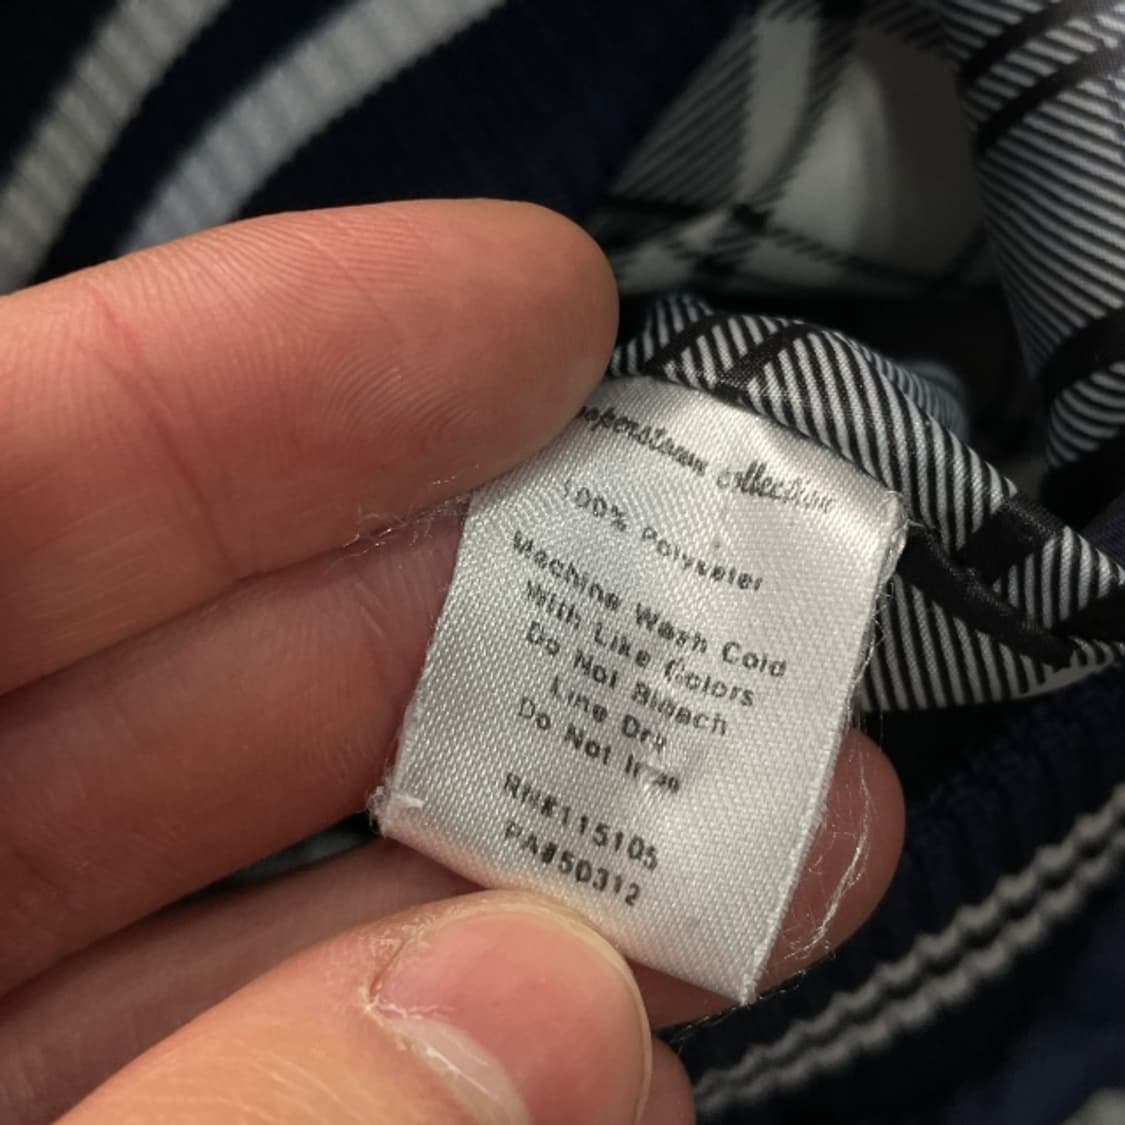 Collection
100% Polyseter
Machine Wash Cold
With Like Colors
Do Not Bleach
Line Dry
Do Not Iron
RN#115105
PA#50312